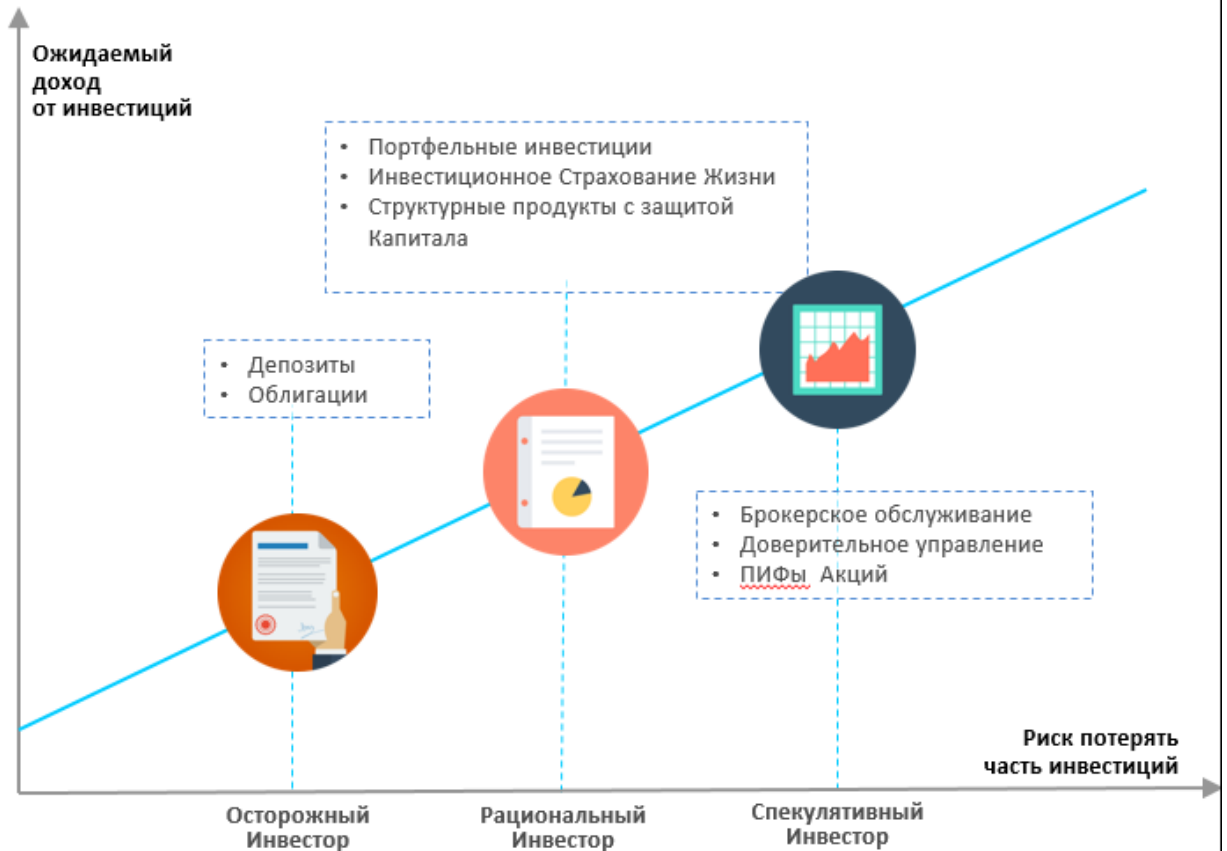 Ожидаемый
доход
от инвестиций
• Портфельные инвестиции
• Инвестиционное Страхование Жизни
• Структурные продукты с защитой
Капитала
• Депозиты
• Облигации
• Брокерское обслуживание
• Доверительное управление
• ПИФы Акций
Риск потерять
часть инвестиций
Осторожный
Инвестор
Рациональный
Инвестор
Спекулятивный
Инвестор